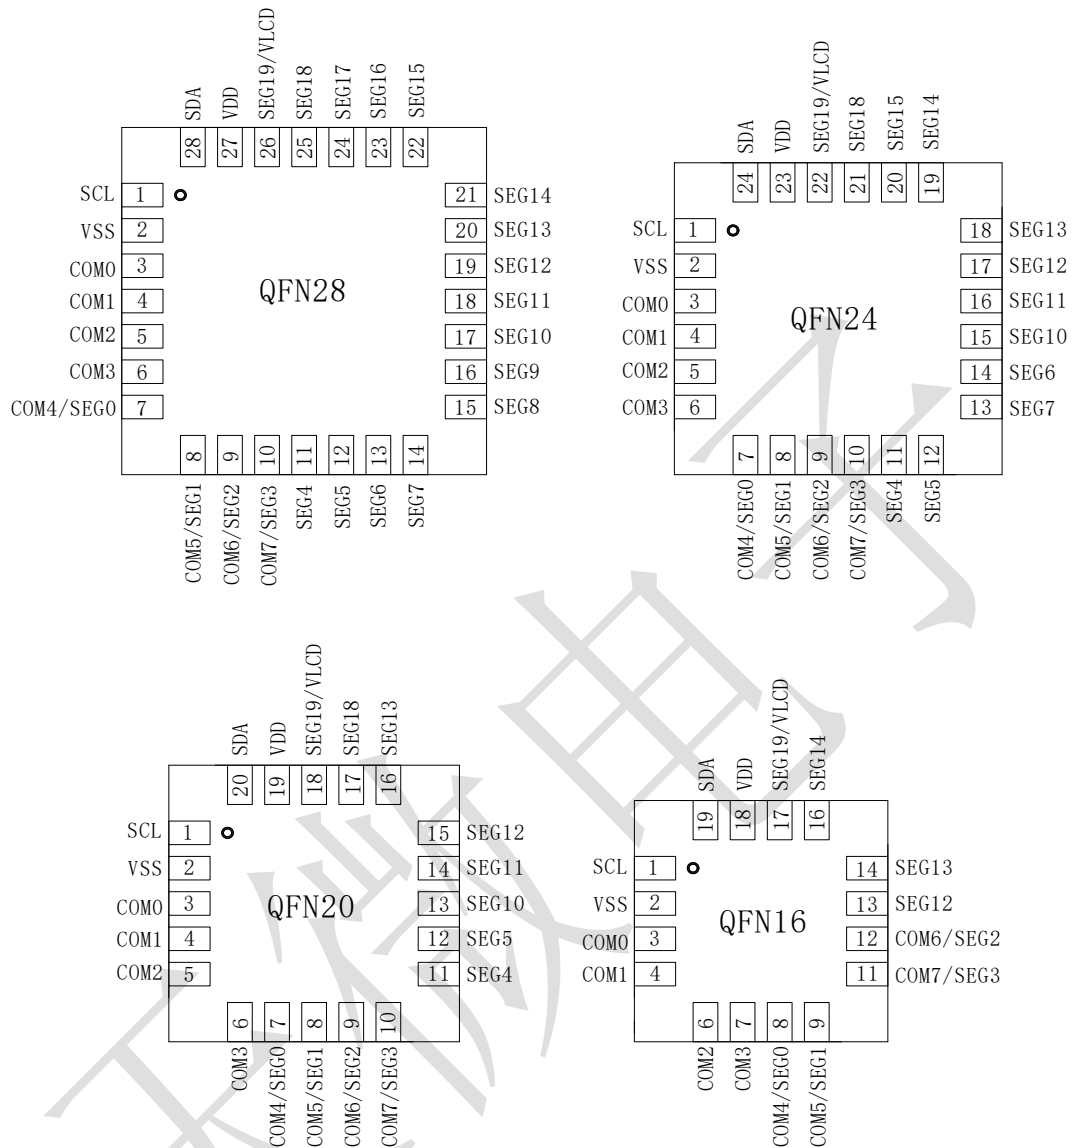 SDA
VDD
SEG19/VLCD
SEG18
SEG17
SEG16
SEG15
28 27 26 25 24 23 22
SCL 1
VSS 2
COM0 3
COM1 4
COM2 5
COM3 6
COM4/SEG0 7
QFN28
21 SEG14
20 SEG13
19 SEG12
18 SEG11
17 SEG10
16 SEG9
15 SEG8
8 9 10 11 12 13 14
COM5/SEG1
COM6/SEG2
COM7/SEG3
SEG4
SEG5
SEG6
SEG7
SDA
VDD
SEG19/VLCD
SEG18
SEG15
SEG14
24 23 22 21 20 19
SCL 1
VSS 2
COM0 3
COM1 4
COM2 5
COM3 6
QFN24
18 SEG13
17 SEG12
16 SEG11
15 SEG10
14 SEG6
13 SEG7
7 8 9 10 11 12
COM4/SEG0
COM5/SEG1
COM6/SEG2
COM7/SEG3
SEG4
SEG5
SDA
VDD
SEG19/VLCD
SEG18
SEG13
20 19 18 17 16
SCL 1
VSS 2
COM0 3
COM1 4
COM2 5
QFN20
15 SEG12
14 SEG11
13 SEG10
12 SEG5
11 SEG4
6 7 8 9 10
COM3
COM4/SEG0
COM5/SEG1
COM6/SEG2
COM7/SEG3
SDA
VDD
SEG19/VLCD
SEG14
19 18 17 16
SCL 1
VSS 2
COM0 3
COM1 4
QFN16
14 SEG13
13 SEG12
12 COM6/SEG2
11 COM7/SEG3
6 7 8 9
COM2
COM3
COM4/SEG0
COM5/SEG1
天微电子